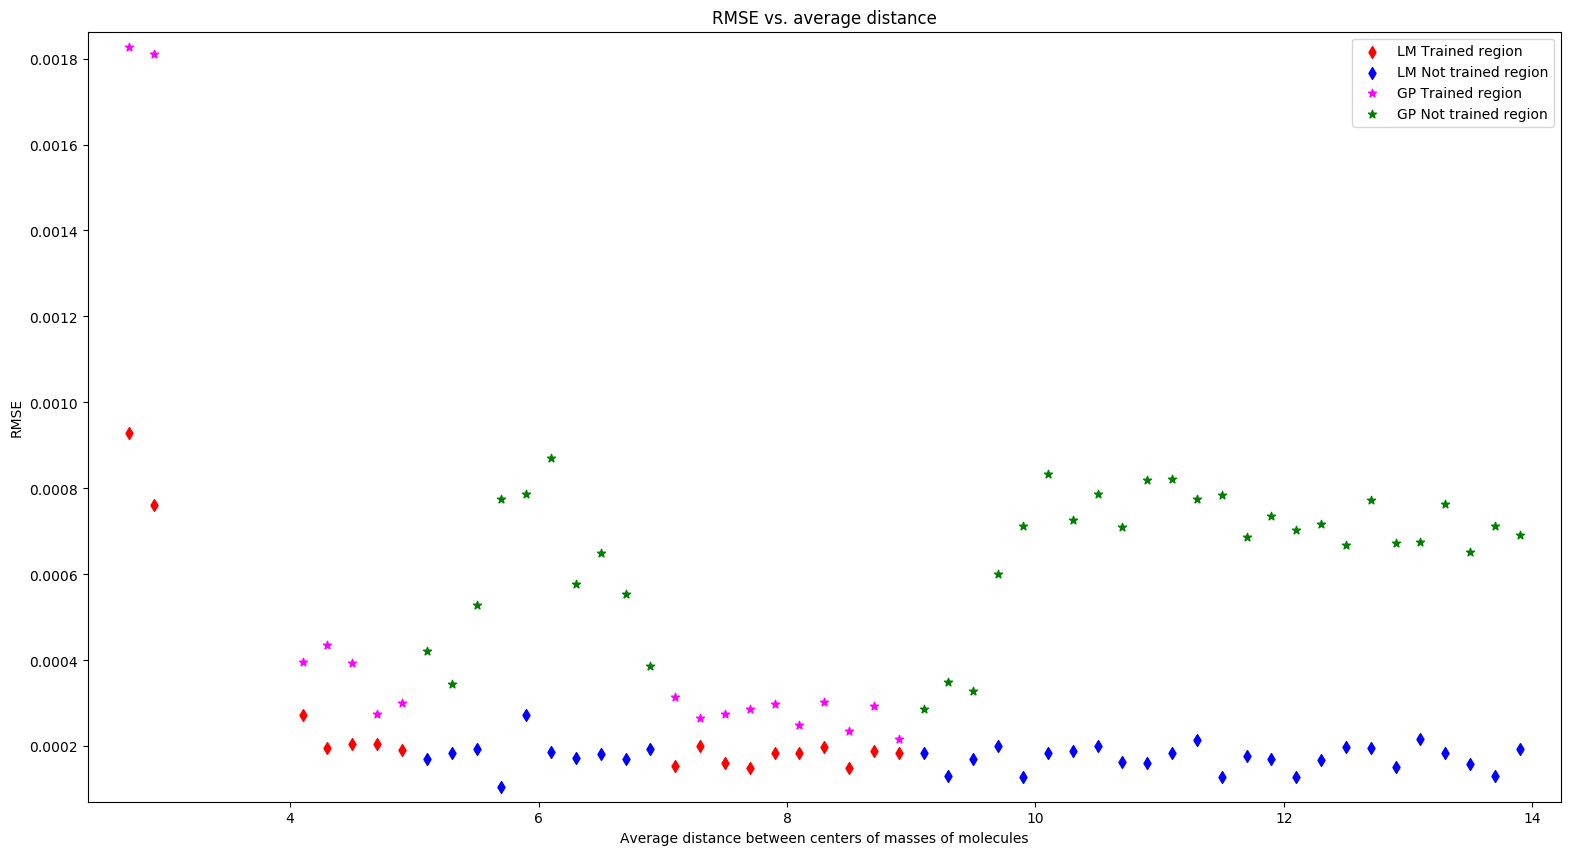 RMSE vs. average distance
LM Trained region
LM Not trained region
GP Trained region
GP Not trained region
0.0018
0.0016
0.0014
0.0012
0.0010
0.0008
0.0006
0.0004
0.0002
RMSE
4 6 8 10 12 14
Average distance between centers of masses of molecules